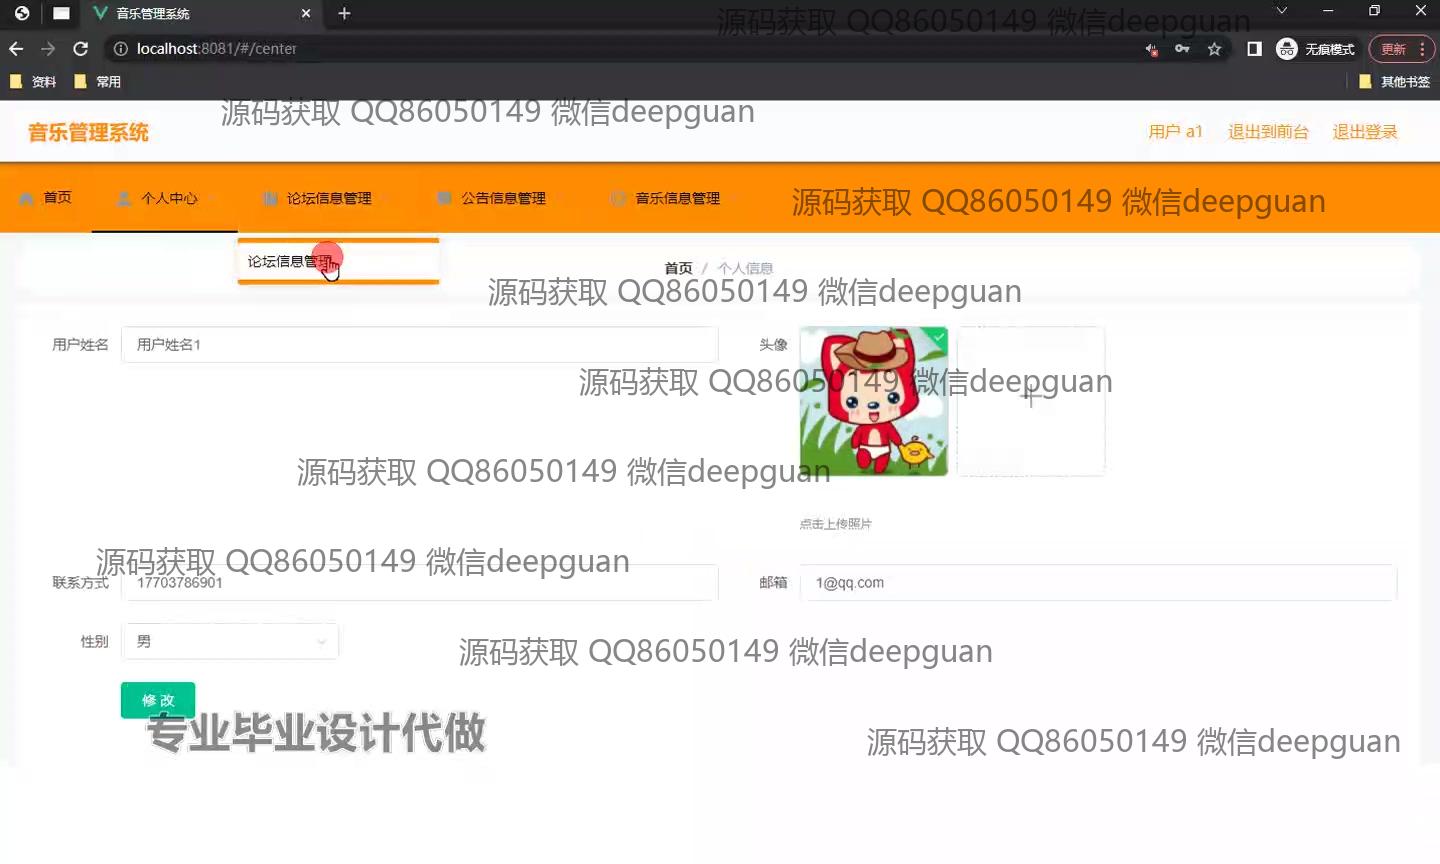 音乐管理系统
源码获取 QQ86050149 微信deepguan
localhost:8081/#/center
无痕模式
更新
资料
常用
其他书签
源码获取 QQ86050149 微信deepguan
音乐管理系统
用户 a1
退出到前台
退出登录
首页
个人中心
论坛信息管理
公告信息管理
音乐信息管理
源码获取 QQ86050149 微信deepguan
论坛信息管理
首页 / 个人信息
源码获取 QQ86050149 微信deepguan
用户姓名
用户姓名1
头像
源码获取 QQ86050149 微信deepguan
源码获取 QQ86050149 微信deepguan
点击上传照片
源码获取 QQ86050149 微信deepguan
联系方式
17703786901
邮箱
1@qq.com
性别
男
源码获取 QQ86050149 微信deepguan
修改
专业毕业设计代做
源码获取 QQ86050149 微信deepguan